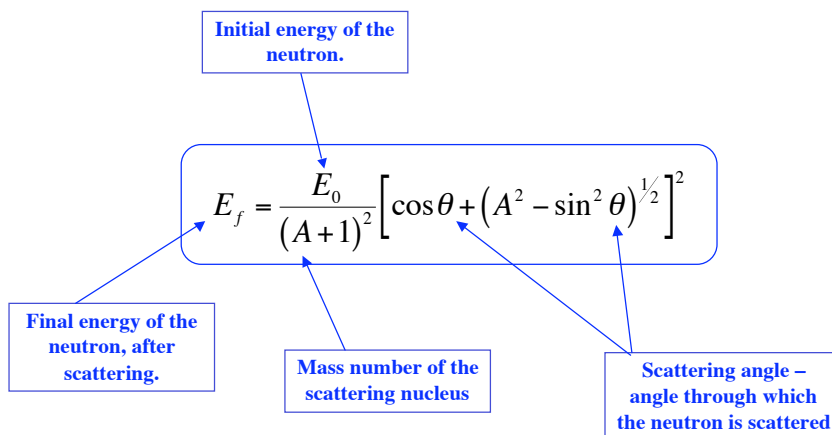 Initial energy of the
neutron.
E_f = E_0 / (A+1)^2 [cos θ + (A^2 − sin^2 θ)^{1/2}]^2
Final energy of the
neutron, after
scattering.
Mass number of the
scattering nucleus
Scattering angle –
angle through which
the neutron is scattered